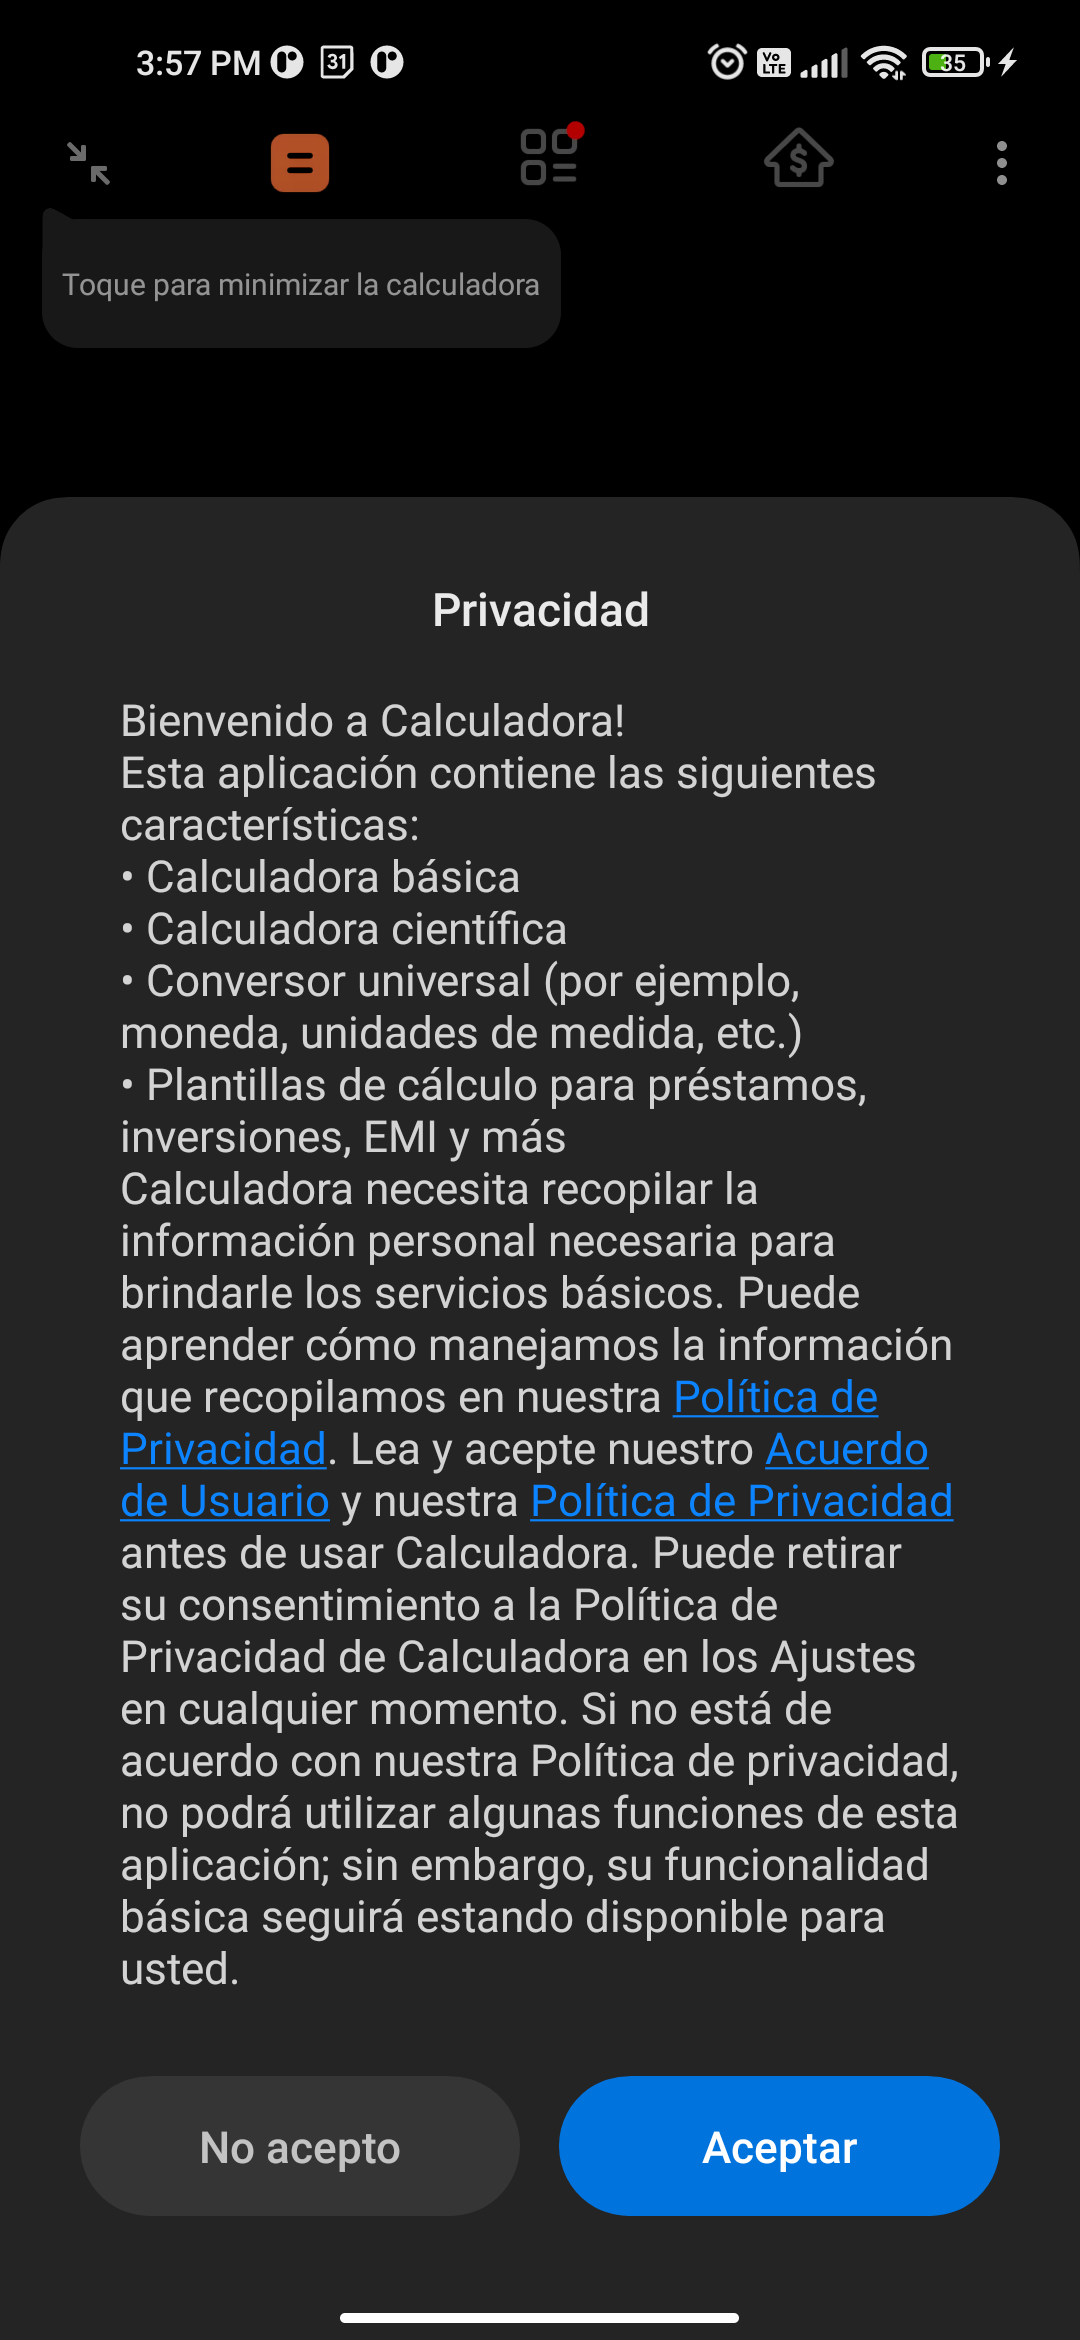 3:57 PM
31
Vo
LTE
35
$
Toque para minimizar la calculadora
Privacidad
Bienvenido a Calculadora!
Esta aplicación contiene las siguientes
características:
• Calculadora básica
• Calculadora científica
• Conversor universal (por ejemplo,
moneda, unidades de medida, etc.)
• Plantillas de cálculo para préstamos,
inversiones, EMI y más
Calculadora necesita recopilar la
información personal necesaria para
brindarle los servicios básicos. Puede
aprender cómo manejamos la información
que recopilamos en nuestra Política de
Privacidad. Lea y acepte nuestro Acuerdo
de Usuario y nuestra Política de Privacidad
antes de usar Calculadora. Puede retirar
su consentimiento a la Política de
Privacidad de Calculadora en los Ajustes
en cualquier momento. Si no está de
acuerdo con nuestra Política de privacidad,
no podrá utilizar algunas funciones de esta
aplicación; sin embargo, su funcionalidad
básica seguirá estando disponible para
usted.
No acepto
Aceptar